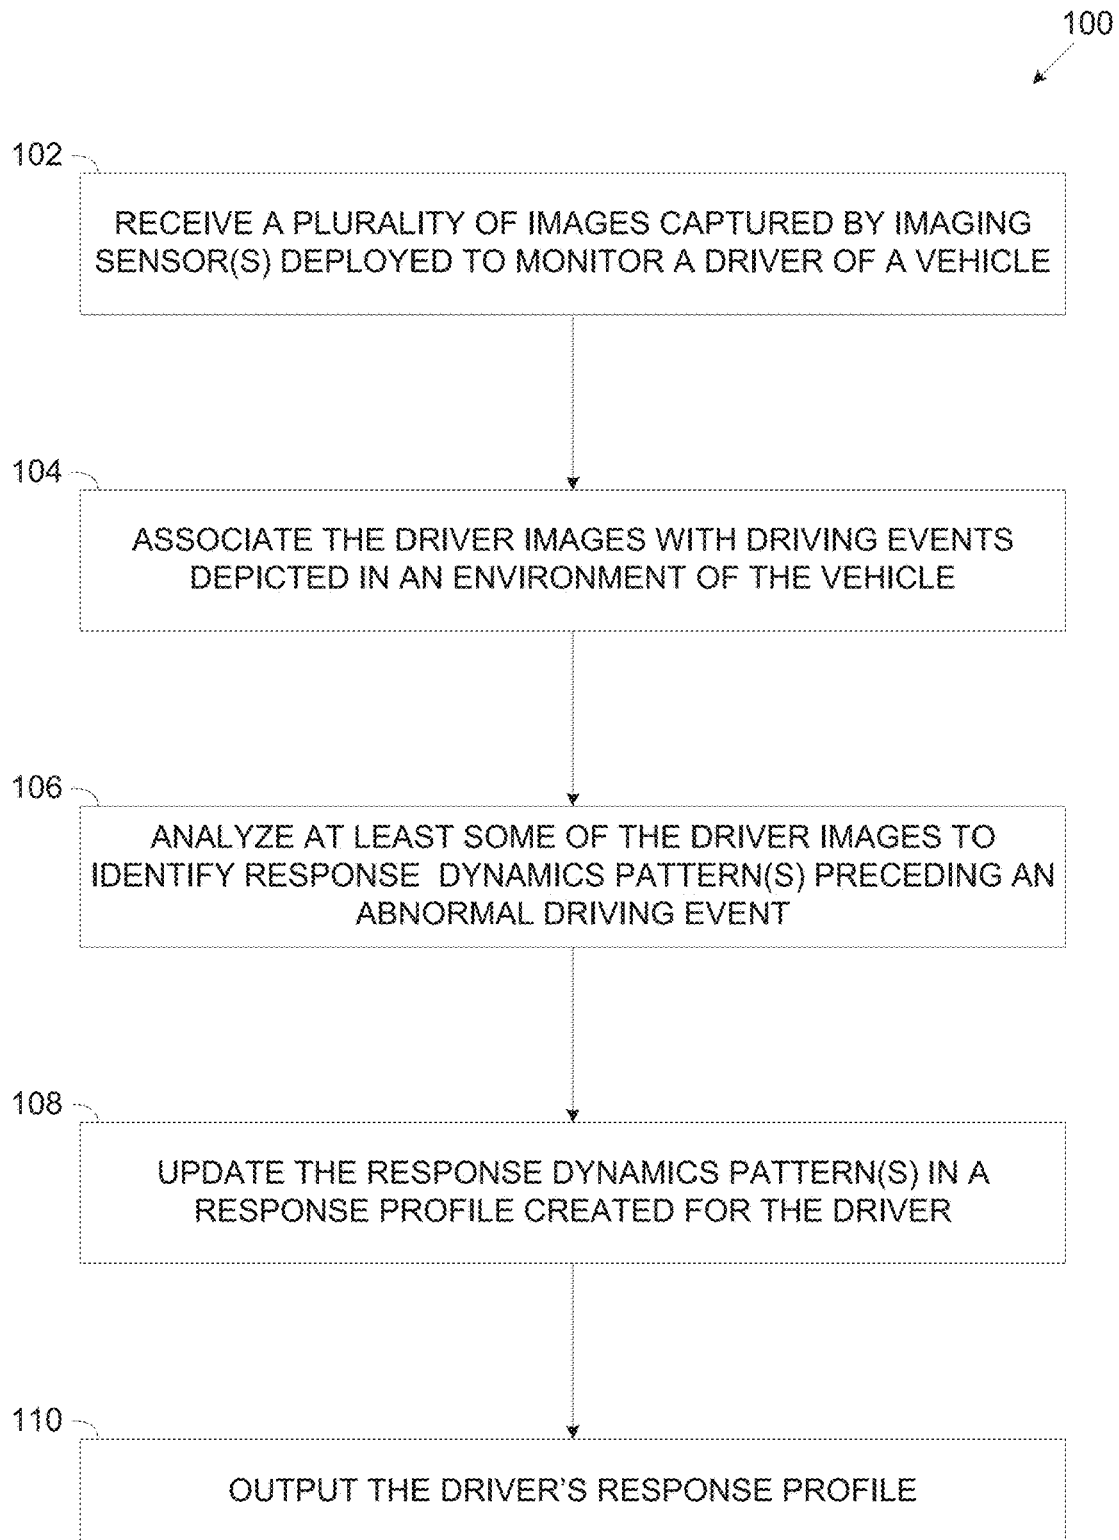 100
102
RECEIVE A PLURALITY OF IMAGES CAPTURED BY IMAGING
SENSOR(S) DEPLOYED TO MONITOR A DRIVER OF A VEHICLE
104
ASSOCIATE THE DRIVER IMAGES WITH DRIVING EVENTS
DEPICTED IN AN ENVIRONMENT OF THE VEHICLE
106
ANALYZE AT LEAST SOME OF THE DRIVER IMAGES TO
IDENTIFY RESPONSE DYNAMICS PATTERN(S) PRECEDING AN
ABNORMAL DRIVING EVENT
108
UPDATE THE RESPONSE DYNAMICS PATTERN(S) IN A
RESPONSE PROFILE CREATED FOR THE DRIVER
110
OUTPUT THE DRIVER'S RESPONSE PROFILE